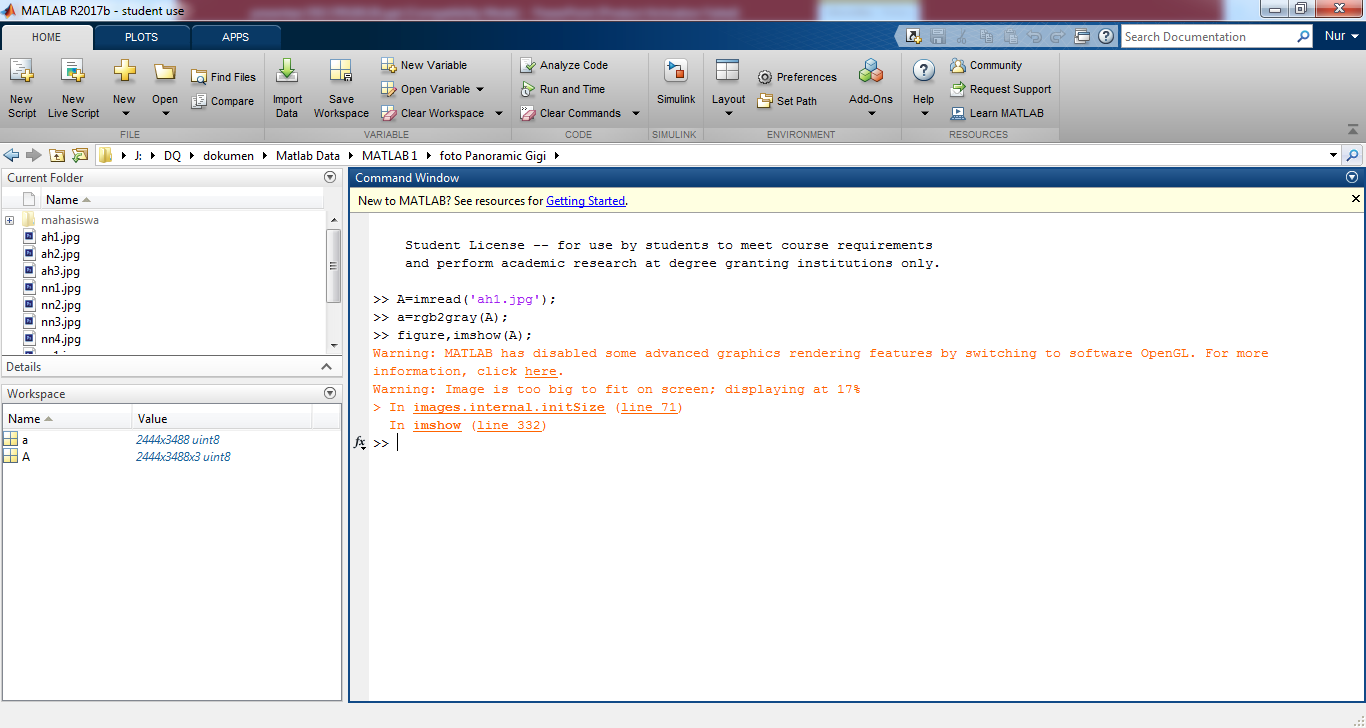 MATLAB R2017b - student use
HOME PLOTS APPS
Search Documentation
Nur
New Script
New Live Script
New
Open
Find Files
Compare
FILE
Import Data
Save Workspace
New Variable
Open Variable
Clear Workspace
VARIABLE
Analyze Code
Run and Time
Clear Commands
CODE
Simulink
SIMULINK
Layout
Preferences
Set Path
Add-Ons
ENVIRONMENT
Help
Community
Request Support
Learn MATLAB
RESOURCES
J: DQ dokumen Matlab Data MATLAB 1 foto Panoramic Gigi
Current Folder
Name
mahasiswa
ah1.jpg
ah2.jpg
ah3.jpg
nn1.jpg
nn2.jpg
nn3.jpg
nn4.jpg
Details
Workspace
Name Value
a 2444x3488 uint8
A 2444x3488x3 uint8
Command Window
New to MATLAB? See resources for Getting Started.
Student License -- for use by students to meet course requirements
and perform academic research at degree granting institutions only.
>> A=imread('ah1.jpg');
>> a=rgb2gray(A);
>> figure,imshow(A);
Warning: MATLAB has disabled some advanced graphics rendering features by switching to software OpenGL. For more
information, click here.
Warning: Image is too big to fit on screen; displaying at 17%
> In images.internal.initSize (line 71)
In imshow (line 332)
fx >>